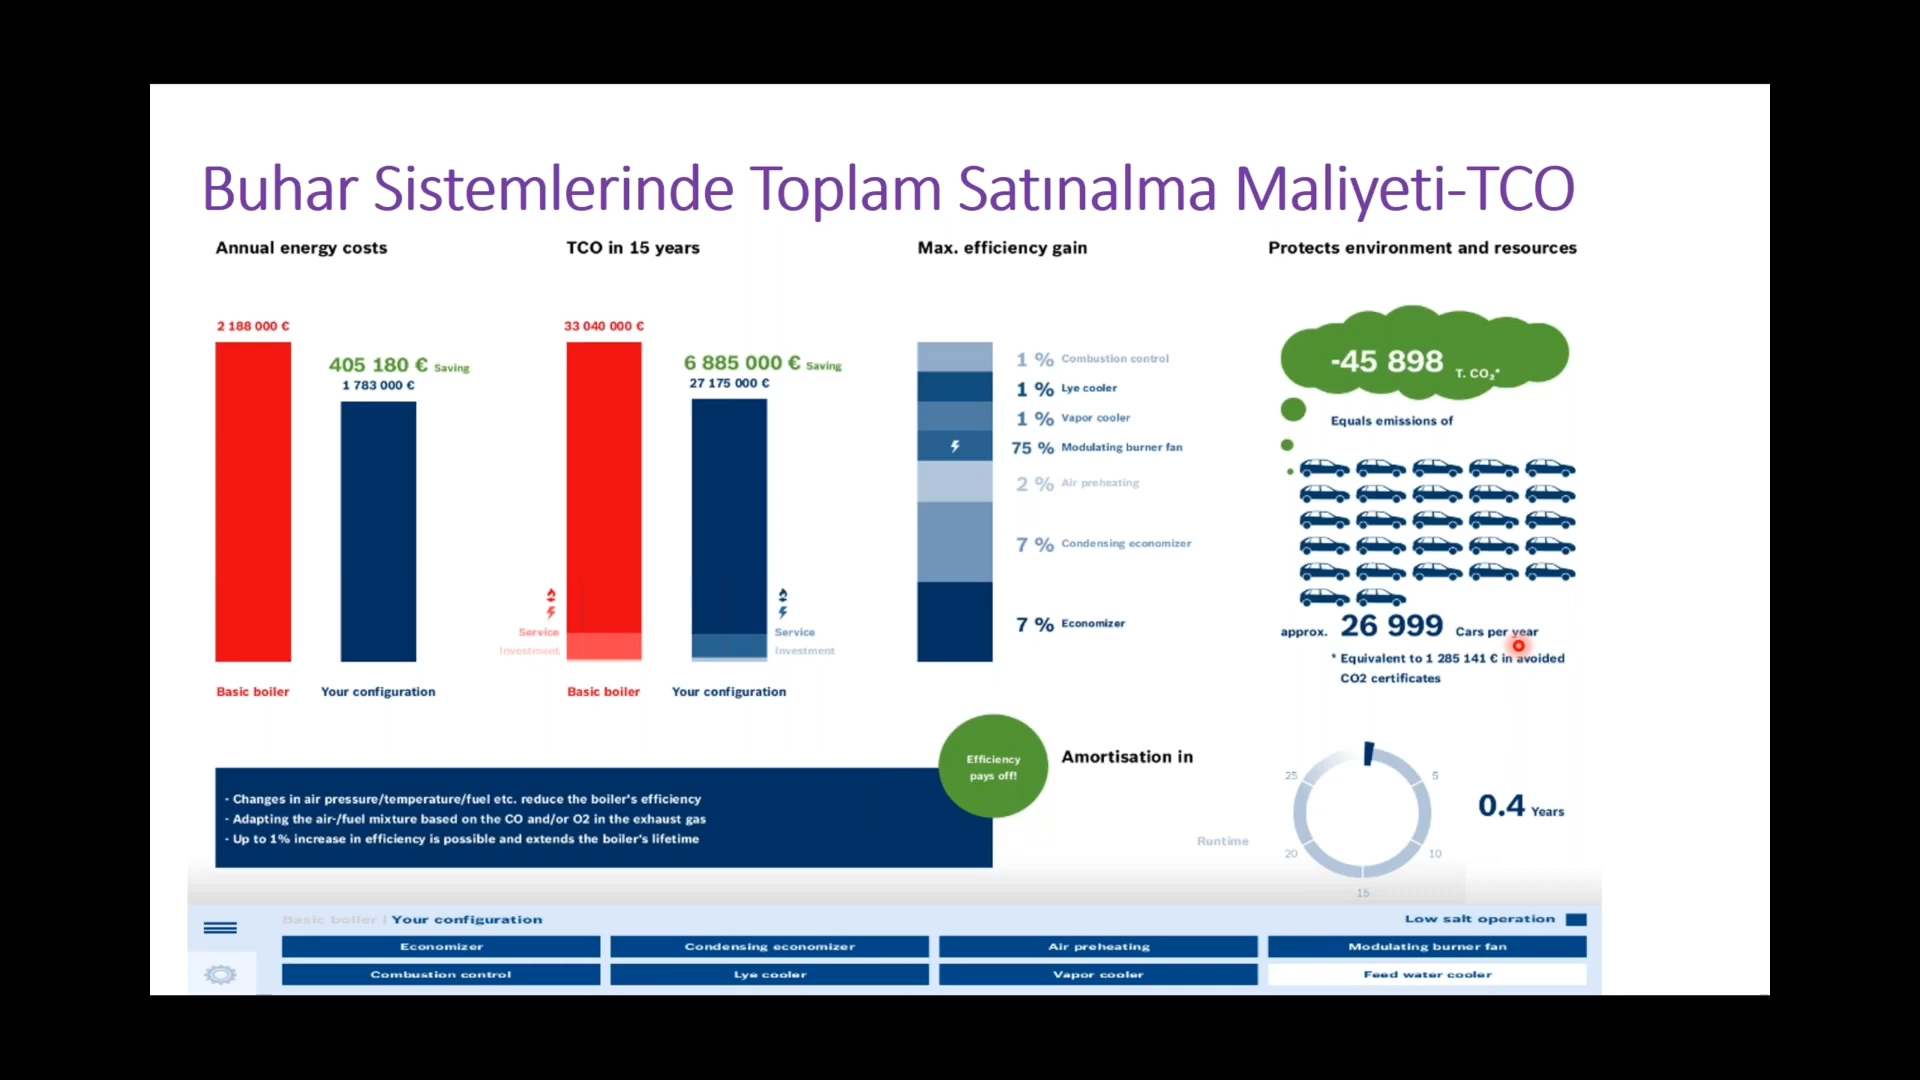 Buhar Sistemlerinde Toplam Satınalma Maliyeti-TCO
Annual energy costs
2 188 000 €
405 180 € Saving
1 783 000 €
Basic boiler
Your configuration
TCO in 15 years
33 040 000 €
6 885 000 € Saving
27 175 000 €
Service
Investment
Service
Investment
Basic boiler
Your configuration
Max. efficiency gain
1 % Combustion control
1 % Lye cooler
1 % Vapor cooler
75 % Modulating burner fan
2 % Air preheating
7 % Condensing economizer
7 % Economizer
Protects environment and resources
-45 898 T. CO₂*
Equals emissions of
approx. 26 999 Cars per year
* Equivalent to 1 285 141 € in avoided
CO2 certificates
- Changes in air pressure/temperature/fuel etc. reduce the boiler's efficiency
- Adapting the air-/fuel mixture based on the CO and/or O2 in the exhaust gas
- Up to 1% increase in efficiency is possible and extends the boiler's lifetime
Efficiency
pays off!
Amortisation in
Runtime
5
10
15
20
25
0.4 Years
Basic boiler | Your configuration
Low salt operation
Economizer
Condensing economizer
Air preheating
Modulating burner fan
Combustion control
Lye cooler
Vapor cooler
Feed water cooler